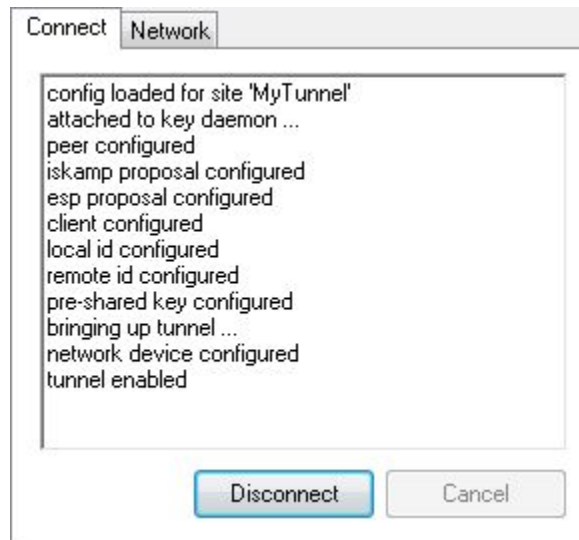 Connect Network
config loaded for site 'MyTunnel'
attached to key daemon ...
peer configured
iskamp proposal configured
esp proposal configured
client configured
local id configured
remote id configured
pre-shared key configured
bringing up tunnel ...
network device configured
tunnel enabled
Disconnect Cancel